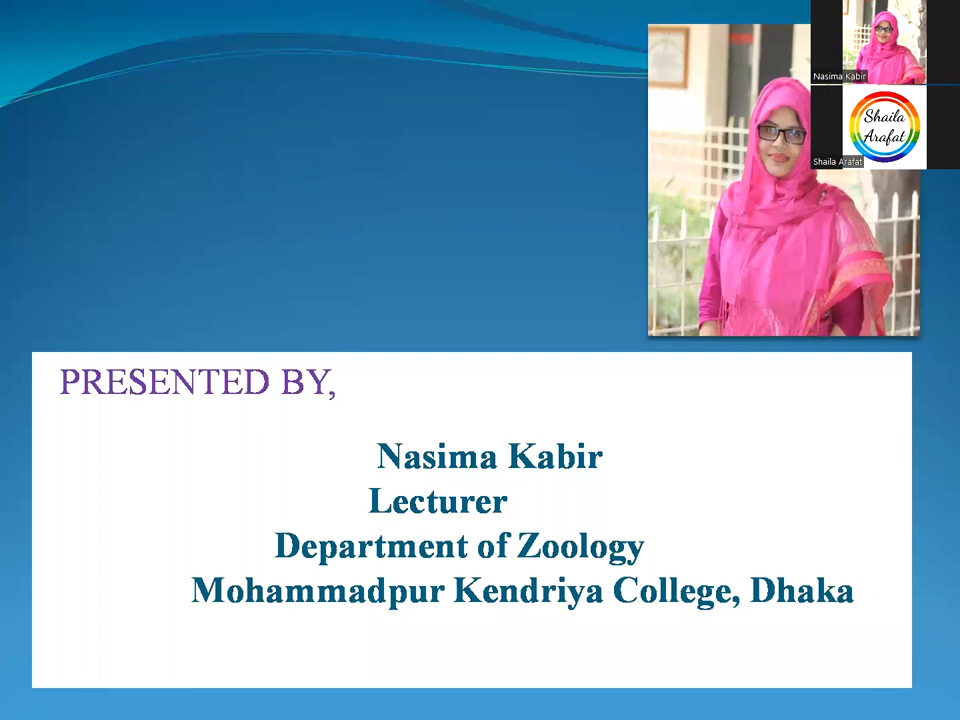 Nasima Kabir
Shaila
Arafat
Shaila Arafat
PRESENTED BY,
Nasima Kabir
Lecturer
Department of Zoology
Mohammadpur Kendriya College, Dhaka